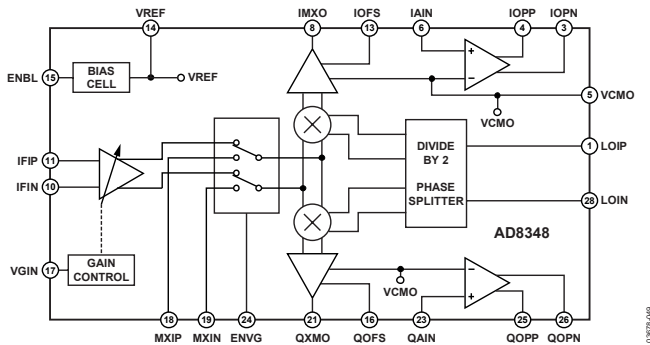 VREF IMXO IOFS IAIN IOPP IOPN
14 8 13 6 4 3
ENBL 15 BIAS CELL VREF
+
−
5 VCMO
VCMO
IFIP 11
IFIN 10
DIVIDE BY 2
PHASE SPLITTER
1 LOIP
28 LOIN
AD8348
VGIN 17 GAIN CONTROL
VCMO
−
+
18 19 24 21 16 23 25 26
MXIP MXIN ENVG QXMO QOFS QAIN QOPP QOPN
03678-049